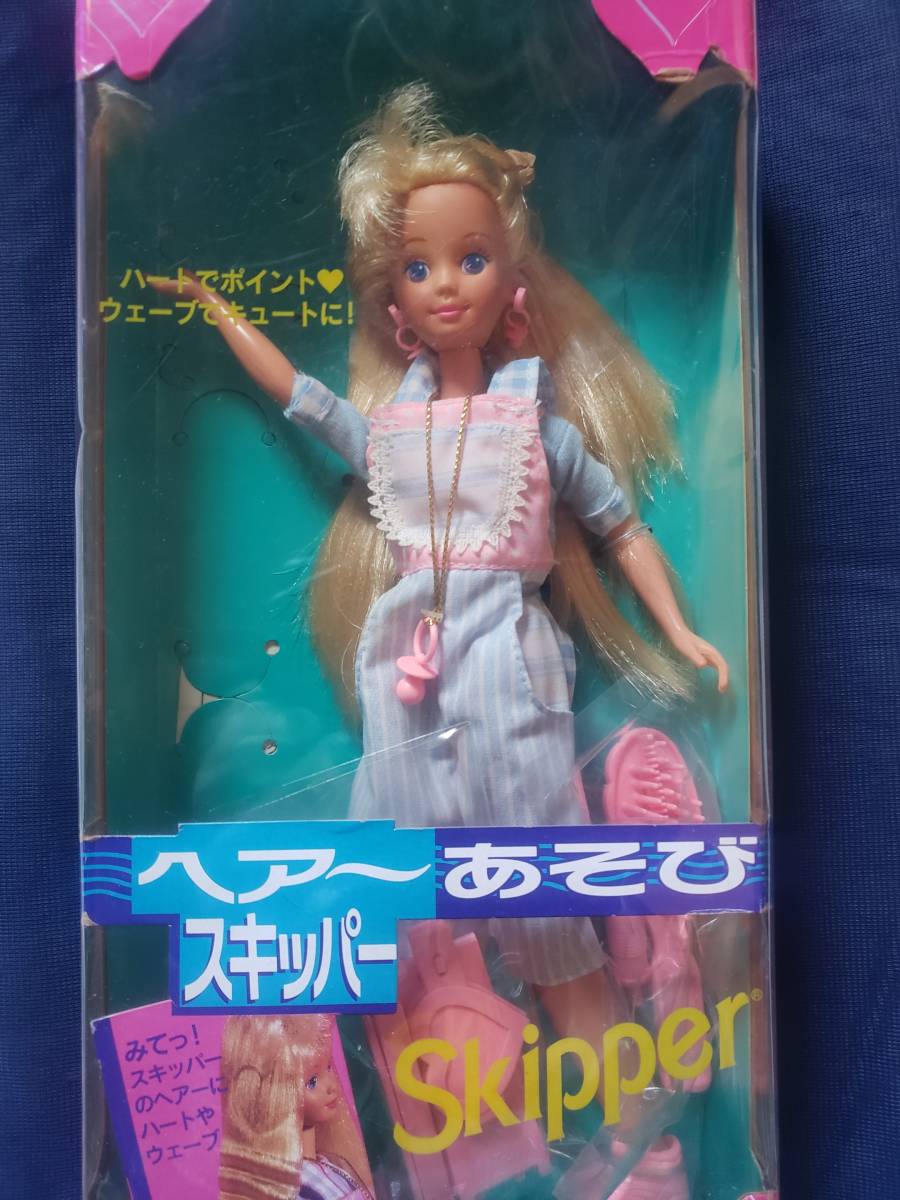 ハートでポイント♥
ウェーブでキュートに!
ヘア〜あそび
スキッパー
Skipper®
みてっ!
スキッパー
のヘアーに
ハートや
ウェーブ